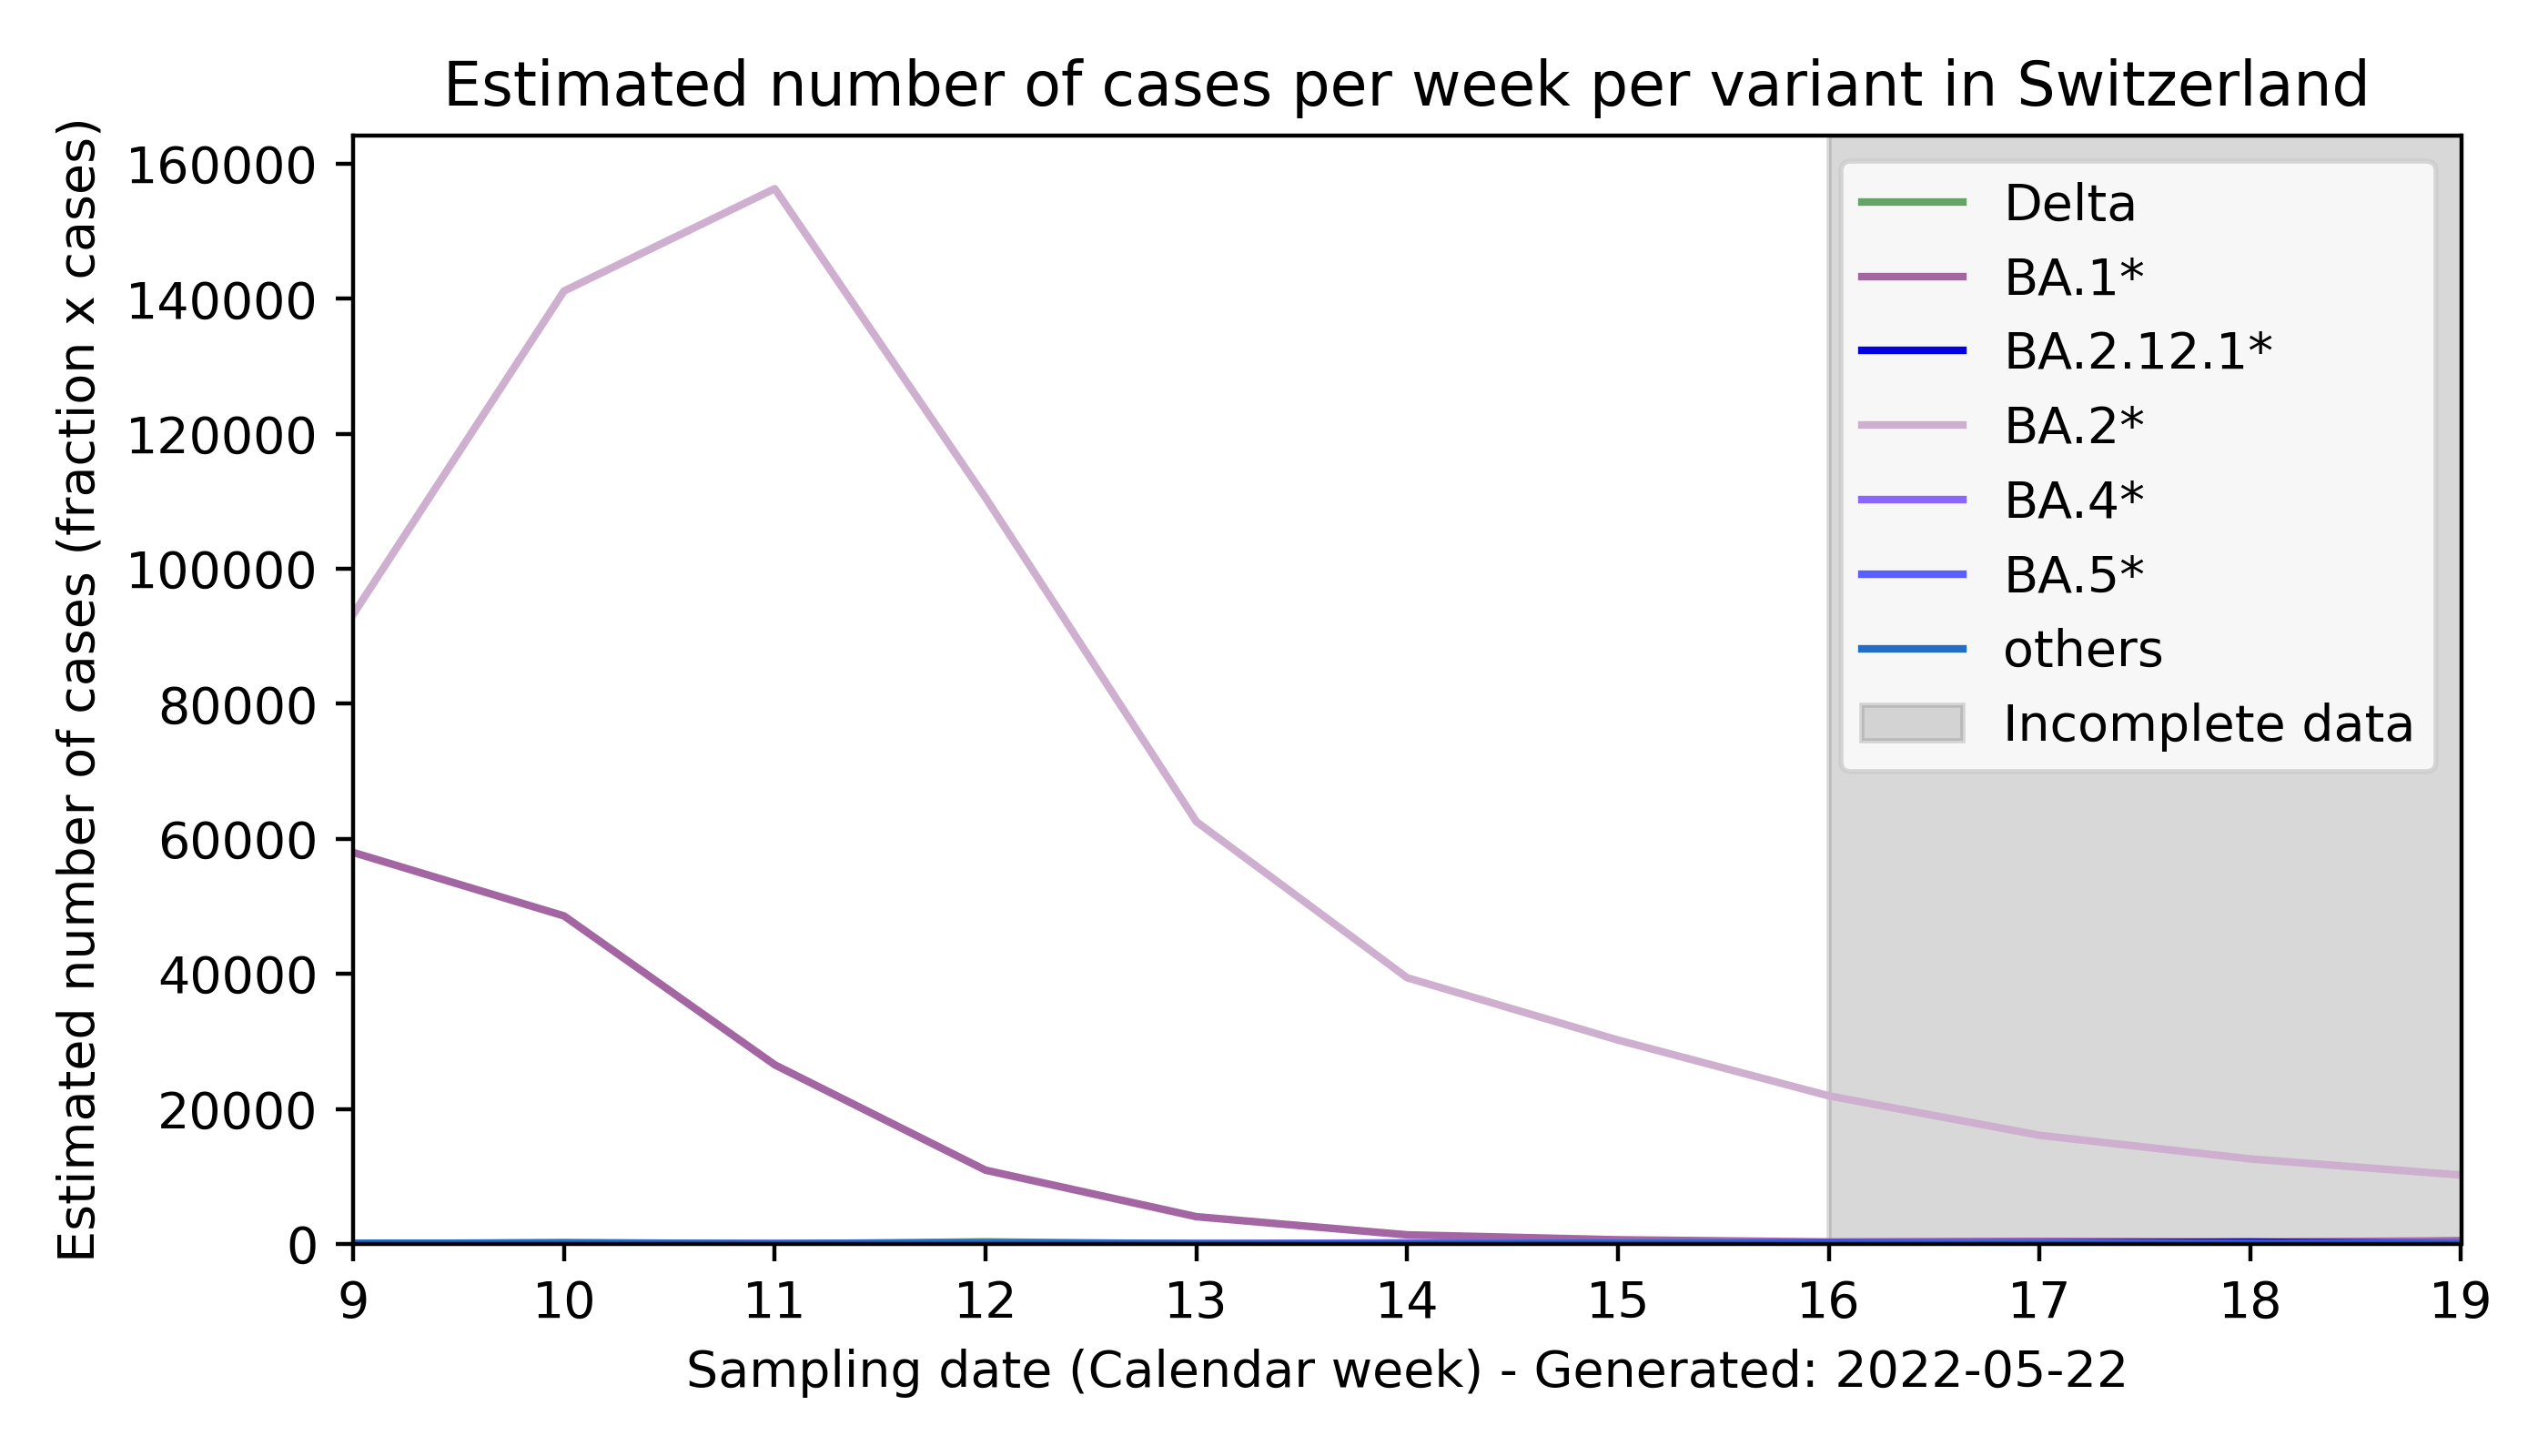 Estimated number of cases per week per variant in Switzerland
Estimated number of cases (fraction x cases)
160000
140000
120000
100000
80000
60000
40000
20000
0
Delta
BA.1*
BA.2.12.1*
BA.2*
BA.4*
BA.5*
others
Incomplete data
9 10 11 12 13 14 15 16 17 18 19
Sampling date (Calendar week) - Generated: 2022-05-22